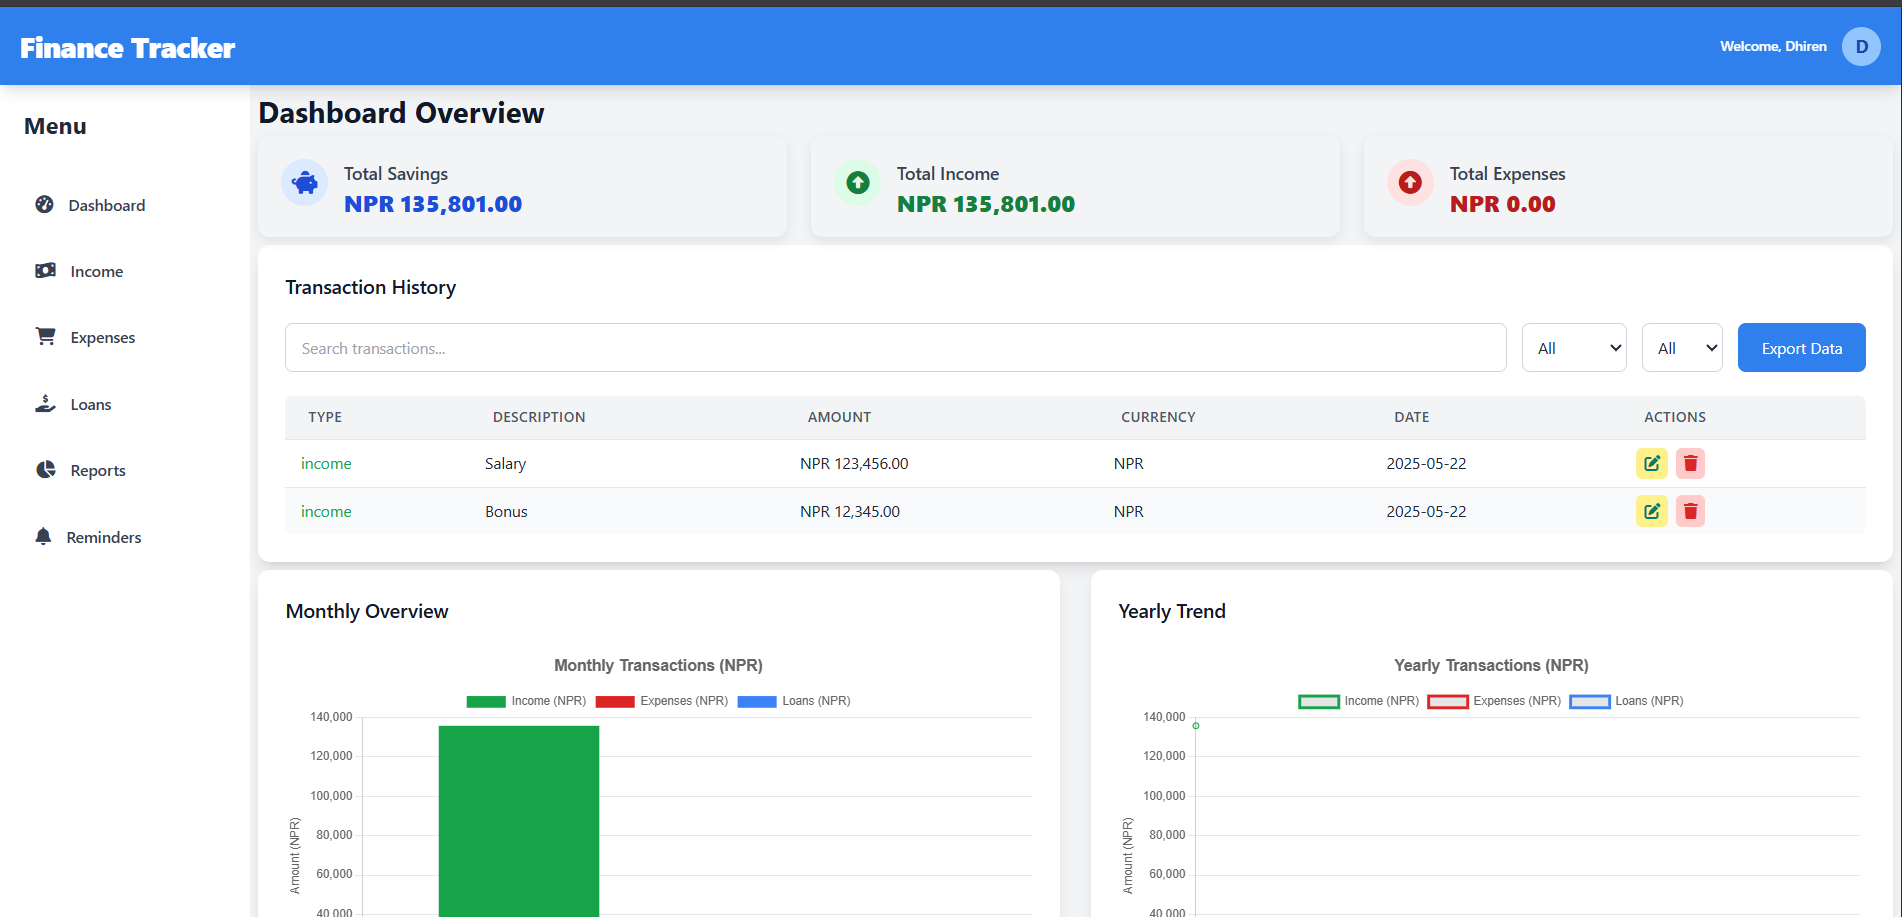 Finance Tracker
Welcome, Dhiren
D
Menu
Dashboard
Income
Expenses
Loans
Reports
Reminders
Dashboard Overview
Total Savings
NPR 135,801.00
Total Income
NPR 135,801.00
Total Expenses
NPR 0.00
Transaction History
Search transactions...
All
All
Export Data
TYPE DESCRIPTION AMOUNT CURRENCY DATE ACTIONS
income Salary NPR 123,456.00 NPR 2025-05-22
income Bonus NPR 12,345.00 NPR 2025-05-22
Monthly Overview
Monthly Transactions (NPR)
Income (NPR) Expenses (NPR) Loans (NPR)
140,000
120,000
100,000
80,000
60,000
40,000
Amount (NPR)
Yearly Trend
Yearly Transactions (NPR)
Income (NPR) Expenses (NPR) Loans (NPR)
140,000
120,000
100,000
80,000
60,000
40,000
Amount (NPR)